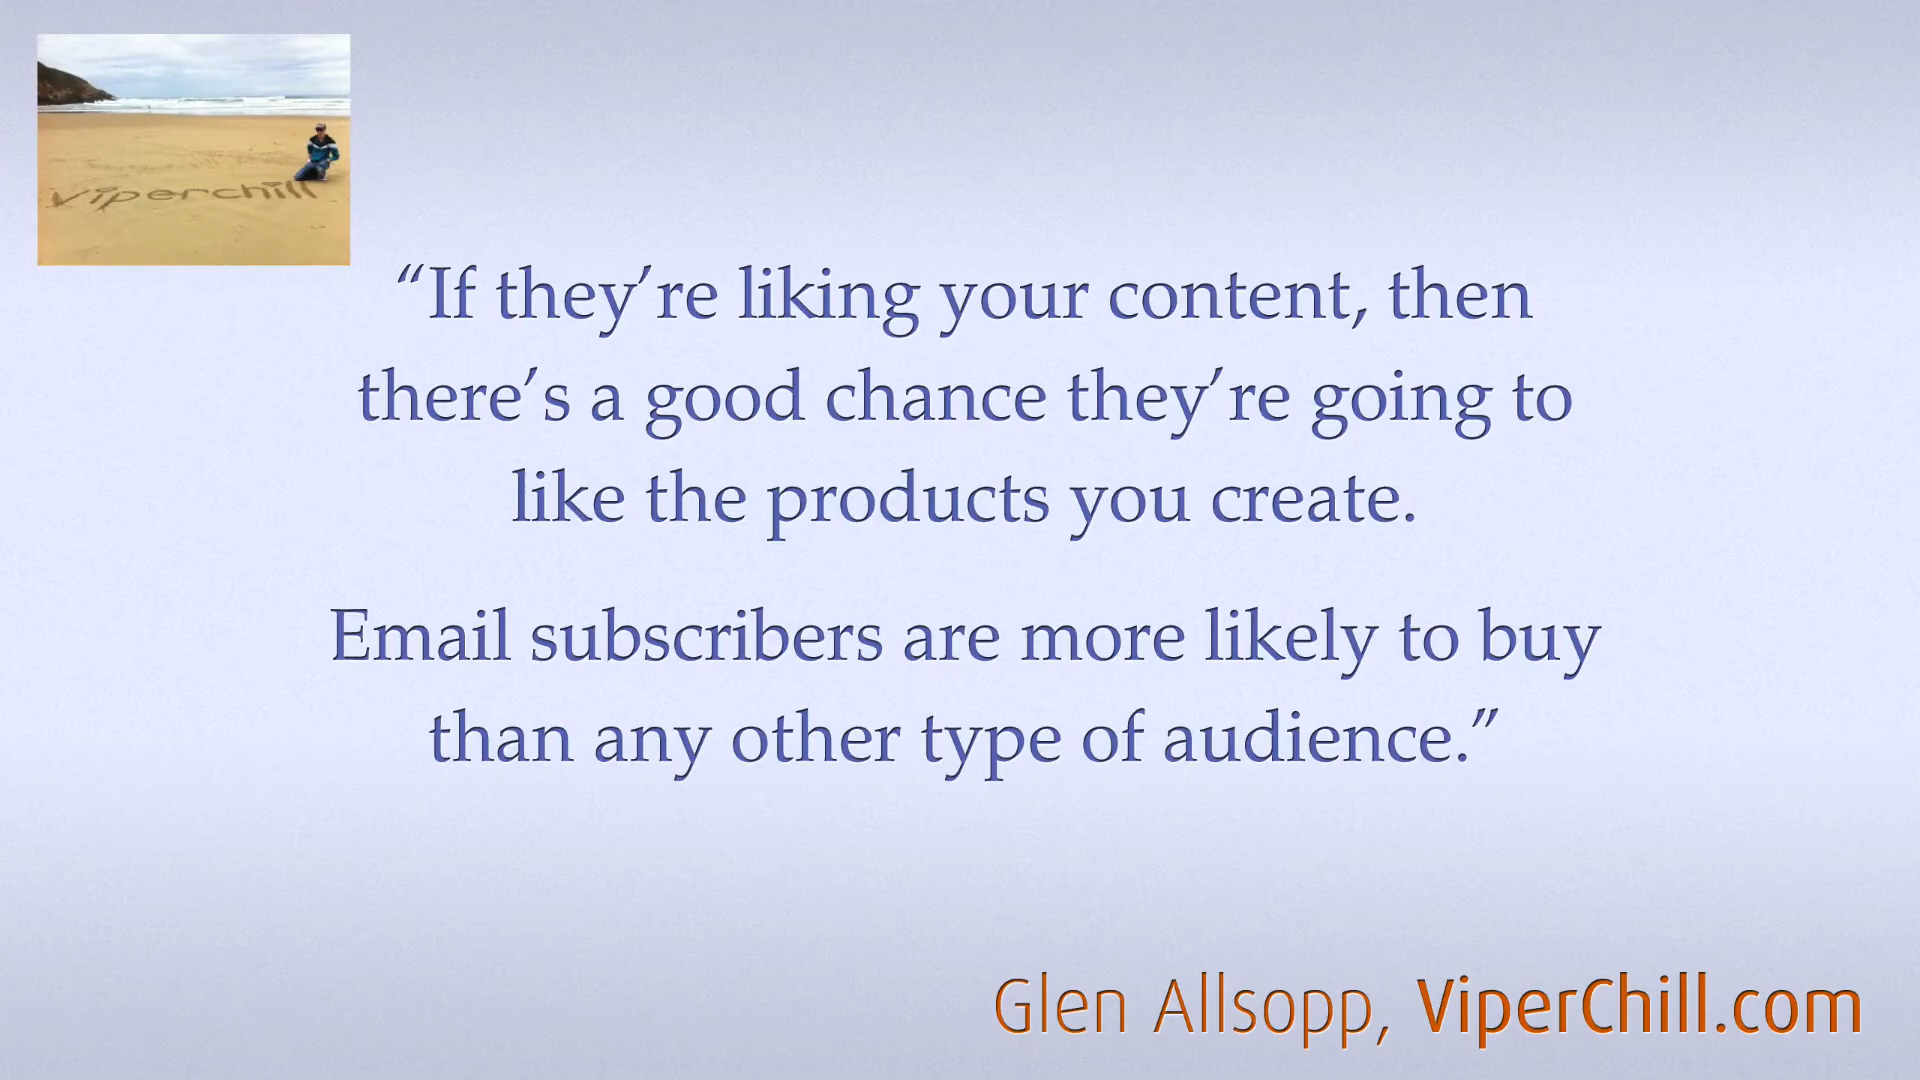 viperchill
“If they’re liking your content, then
there’s a good chance they’re going to
like the products you create.
Email subscribers are more likely to buy
than any other type of audience.”
Glen Allsopp, ViperChill.com